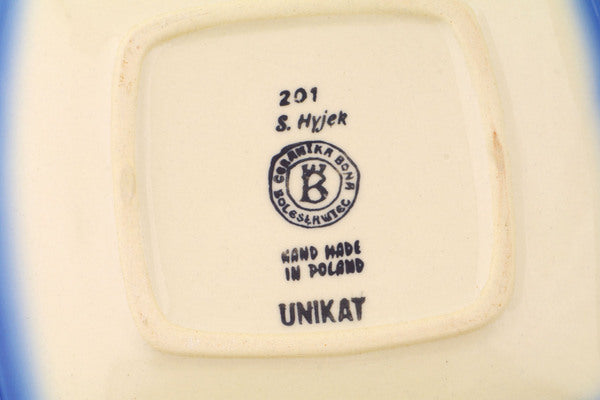 201
S. Hyjek
CERAMIKA BONA
B
BOLESŁAWIEC
HAND MADE
IN POLAND
UNIKAT